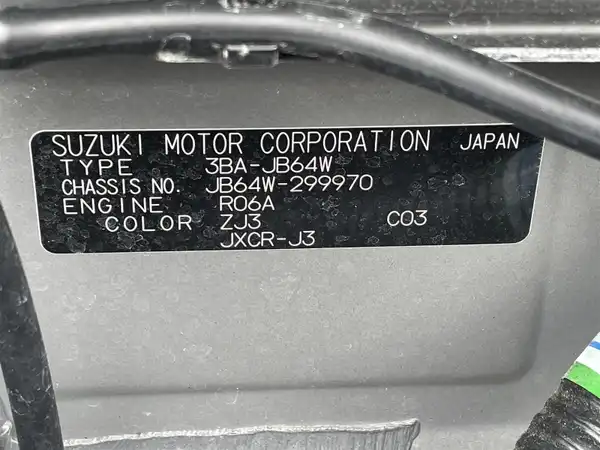 SUZUKI MOTOR CORPORATION JAPAN
TYPE 3BA-JB64W
CHASSIS NO. JB64W-299970
ENGINE R06A
COLOR ZJ3 C03
JXCR-J3